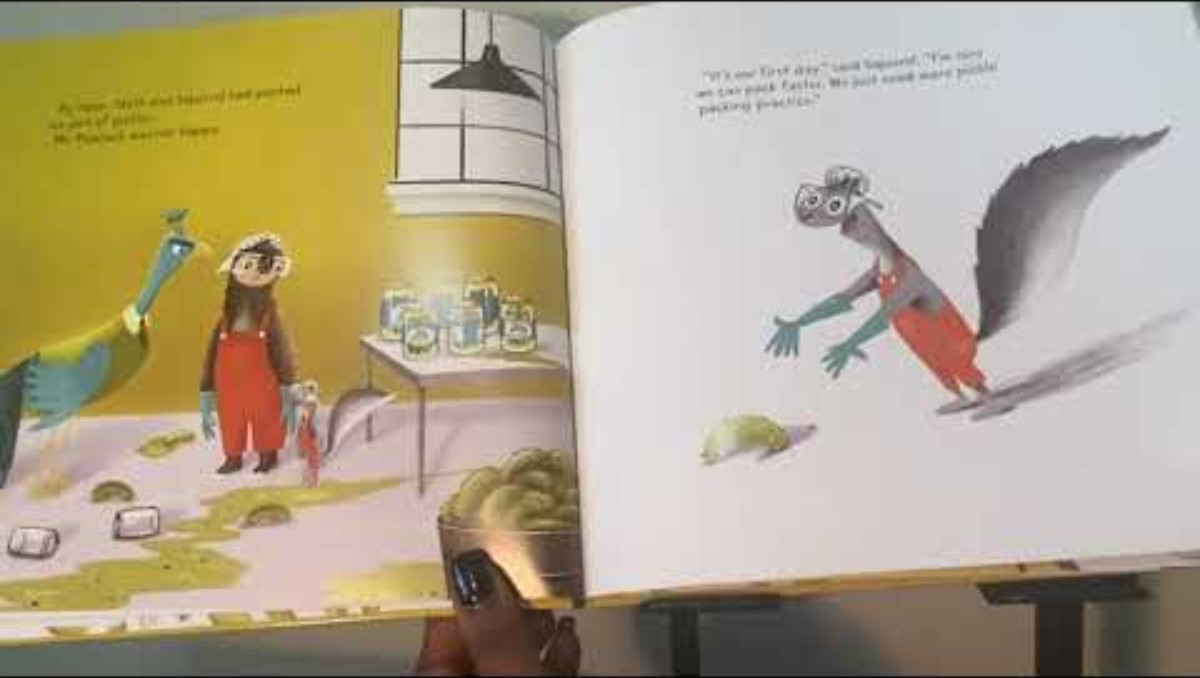 By noon, Sloth and Squirrel had packed
six jars of pickles.
Mr. Peacock was not happy.
"It's our first day," said Squirrel. "I'm sure
we can pack faster. We just need more pickle
packing practice."